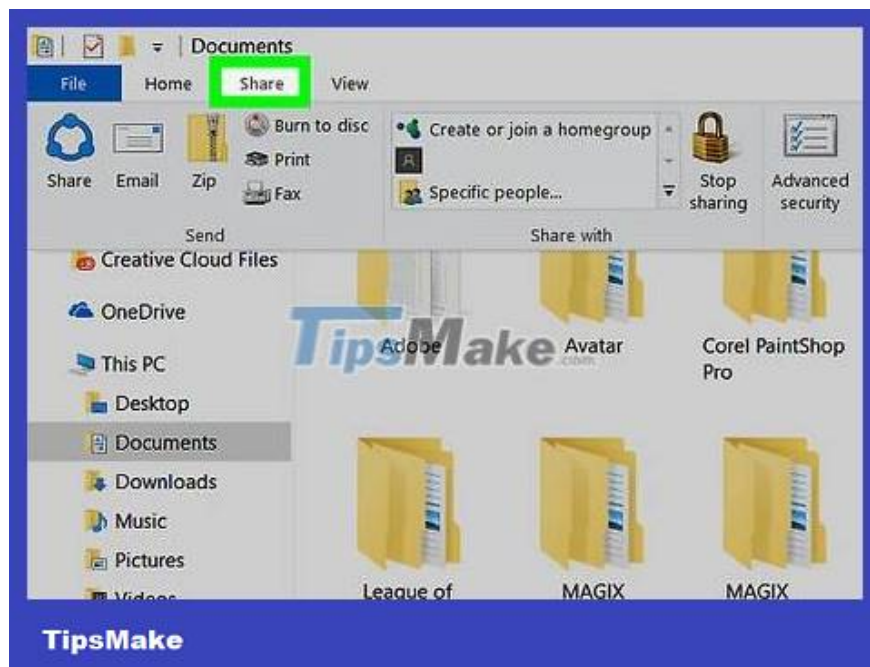 Documents
File Home Share View
Burn to disc
Create or join a homegroup
Print
Share Email Zip
Stop sharing
Advanced security
Fax
Specific people...
Send
Share with
Creative Cloud Files
OneDrive
TipsMake.com
Adobe
Avatar
Corel PaintShop Pro
This PC
Desktop
Documents
Downloads
Music
Pictures
Videos
League of
MAGIX
MAGIX
TipsMake